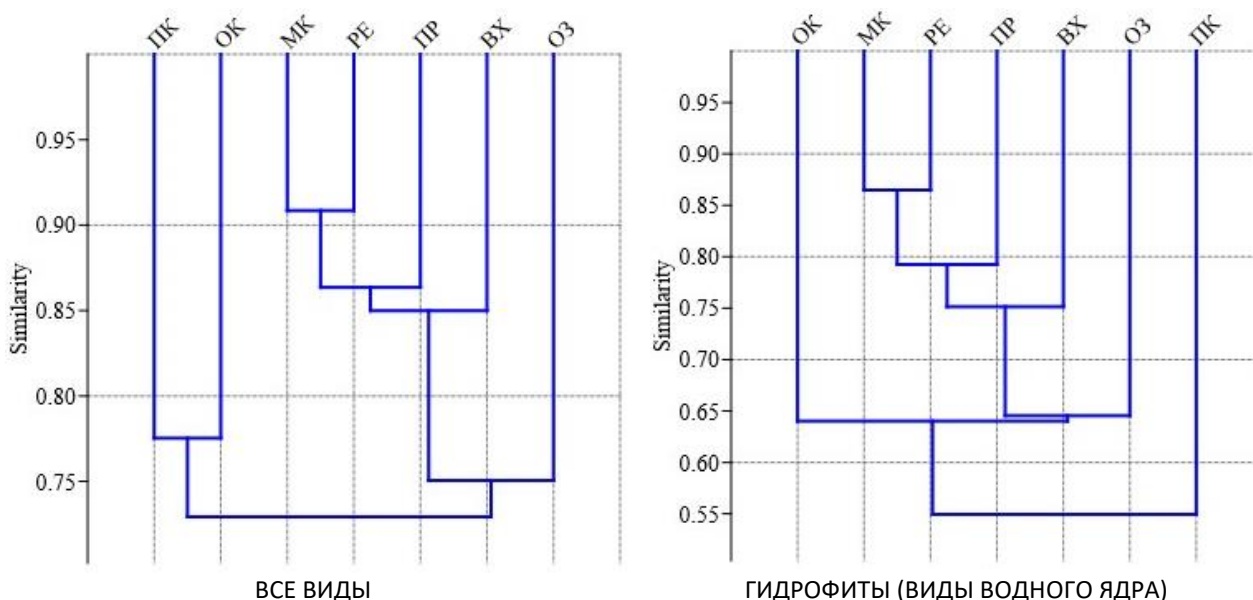 ПК ОК МК РЕ ПР ВХ ОЗ
0.95
0.90
0.85
0.80
0.75
Similarity
ВСЕ ВИДЫ
ОК МК РЕ ПР ВХ ОЗ ПК
0.95
0.90
0.85
0.80
0.75
0.70
0.65
0.60
0.55
Similarity
ГИДРОФИТЫ (ВИДЫ ВОДНОГО ЯДРА)